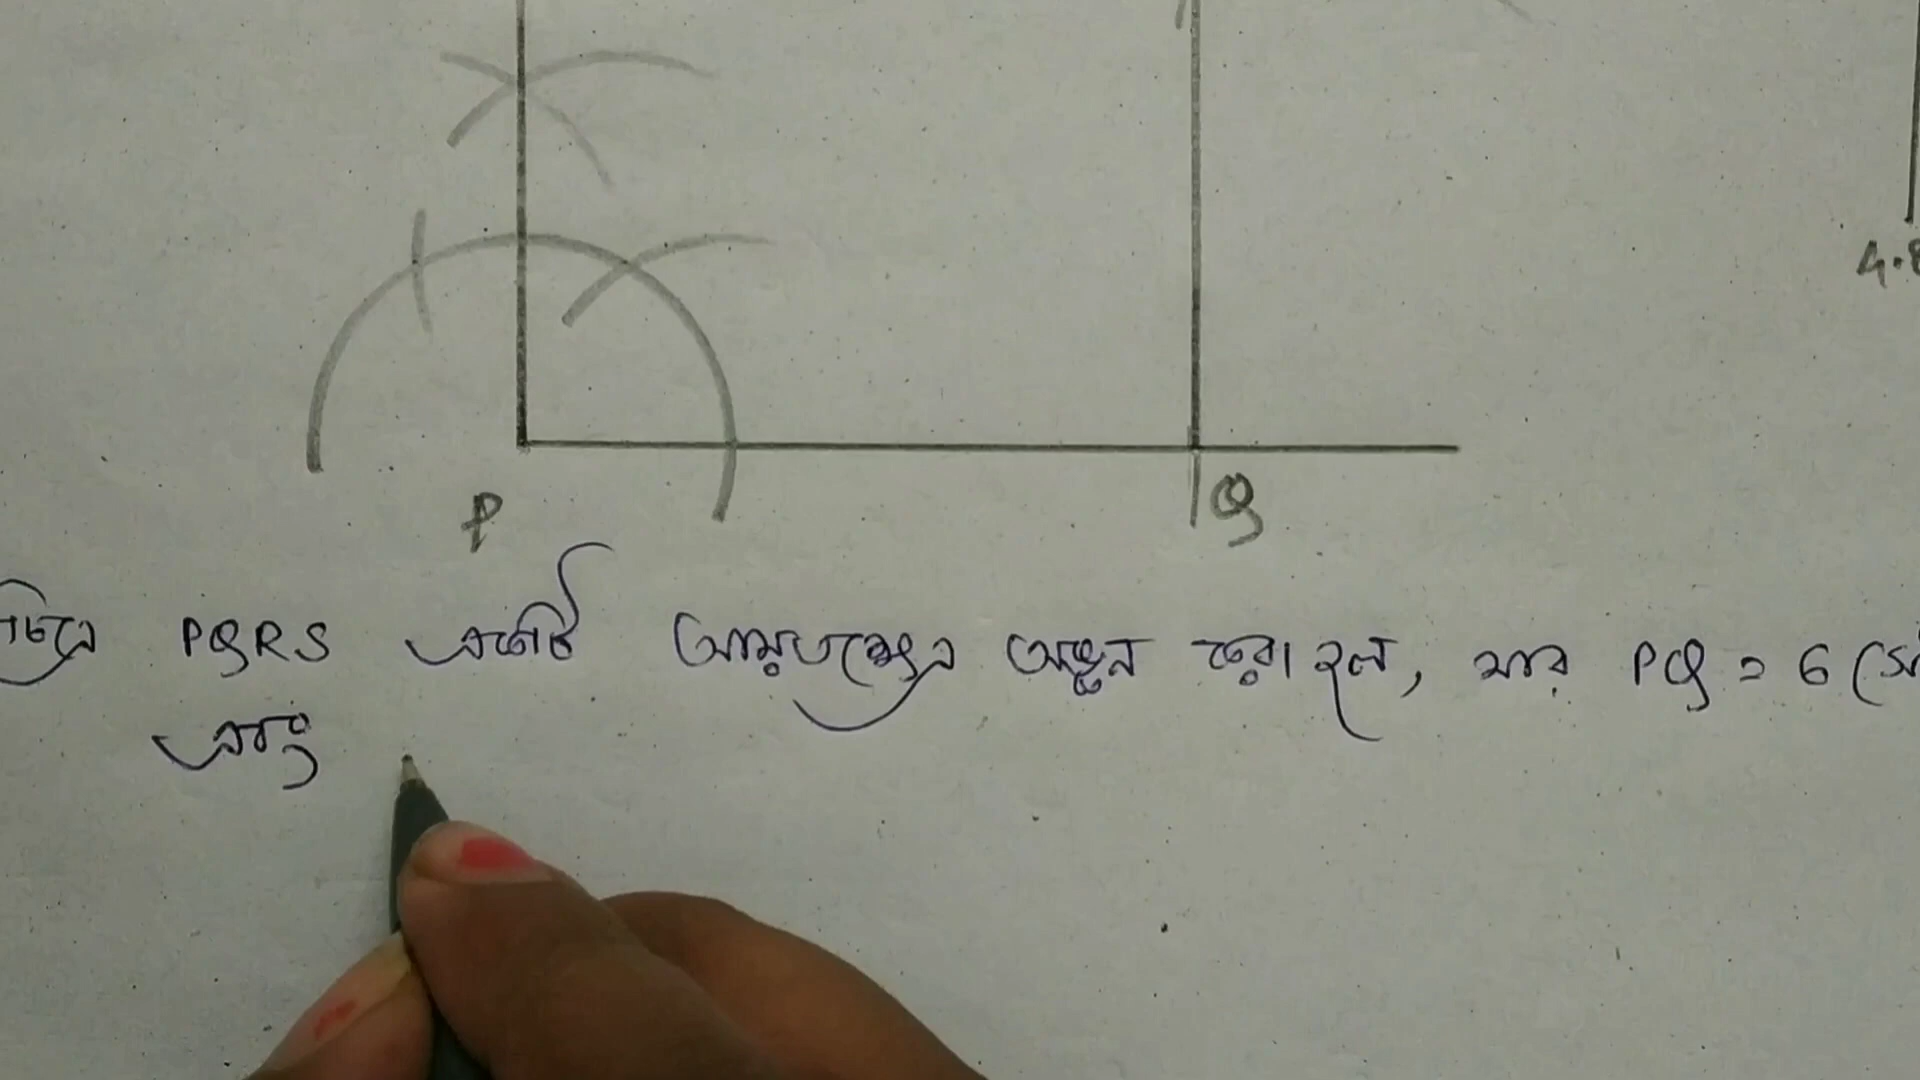 4.8
P Q
চিত্রে PQRS একটি আয়তক্ষেত্র অঙ্কন করা হল, যার PQ = 6 সে
এবং